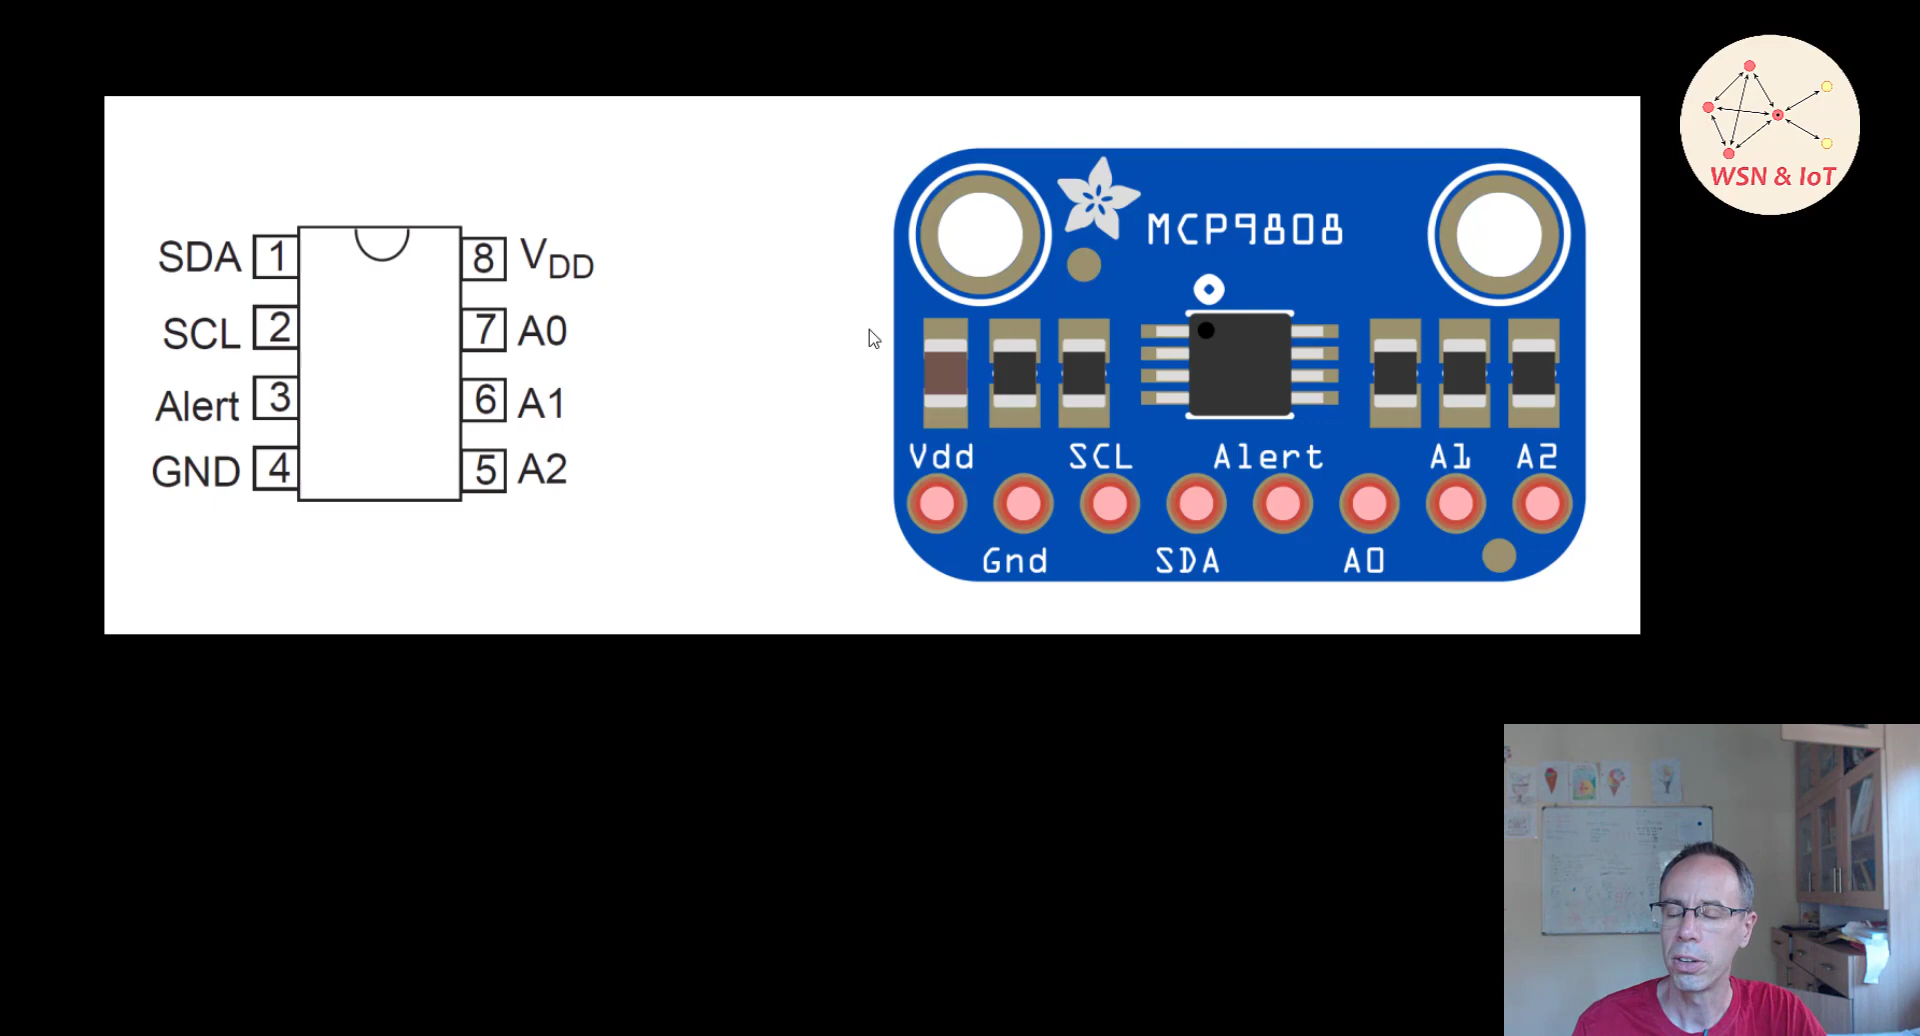 WSN & IoT
SDA 1 8 VDD
SCL 2 7 A0
Alert 3 6 A1
GND 4 5 A2
MCP9808
Vdd SCL Alert A1 A2
Gnd SDA A0